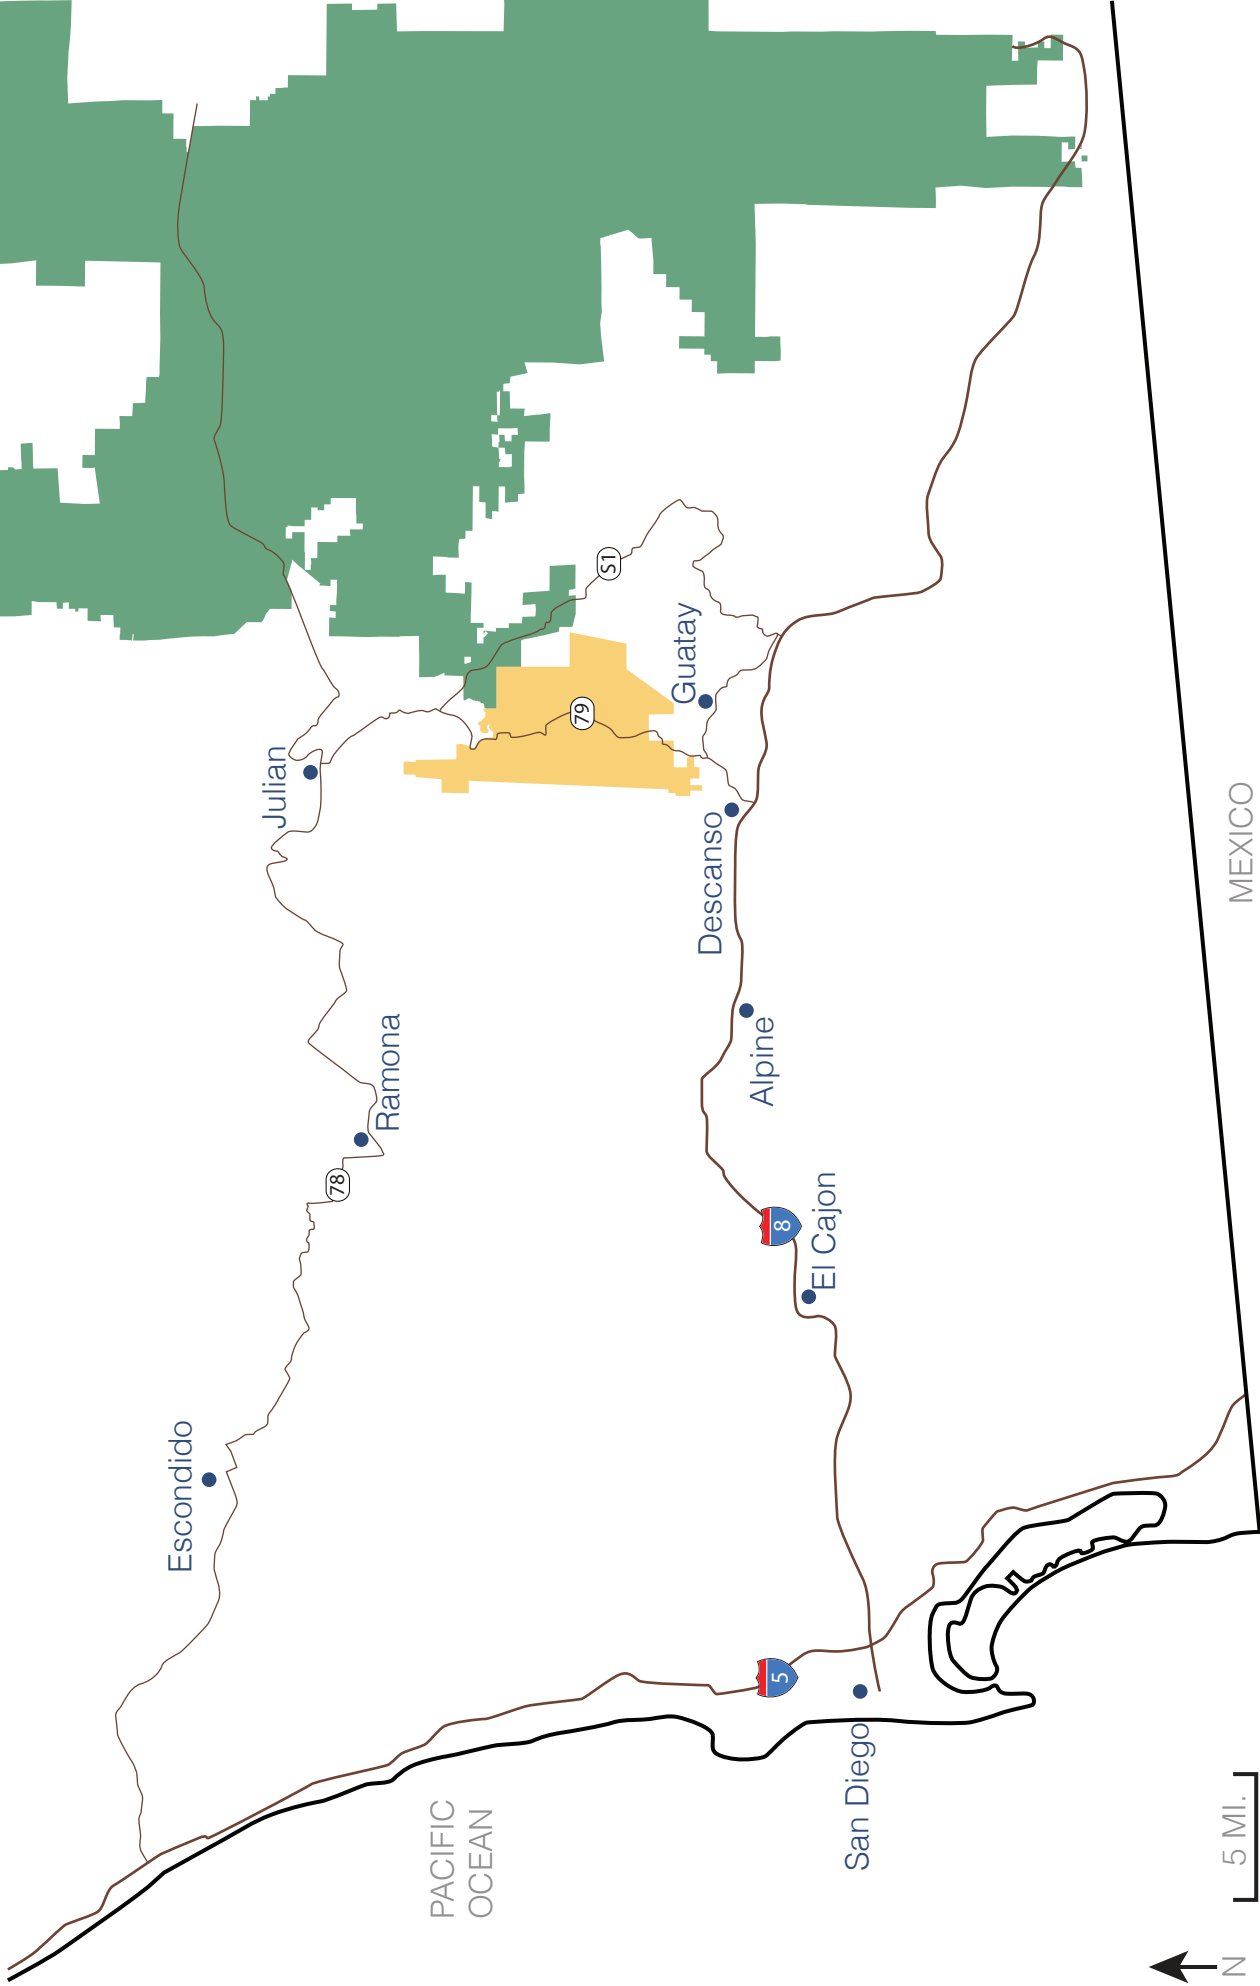 Escondido
78
Ramona
Julian
S1
79
Guatay
Descanso
Alpine
8
El Cajon
5
San Diego
PACIFIC
OCEAN
MEXICO
N
5 MI.